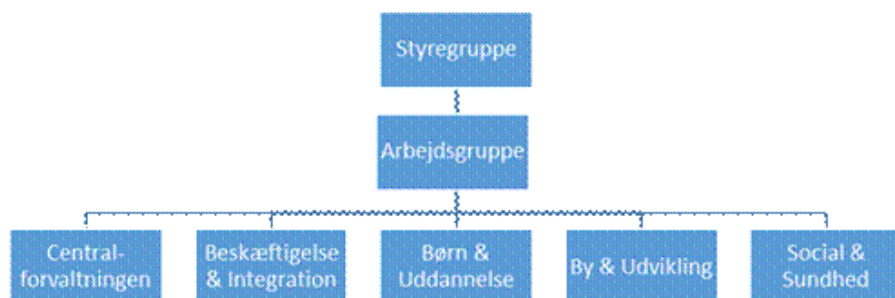 Styregruppe
Arbejdsgruppe
Central-
forvaltningen
Beskæftigelse
& Integration
Børn &
Uddannelse
By & Udvikling
Social &
Sundhed